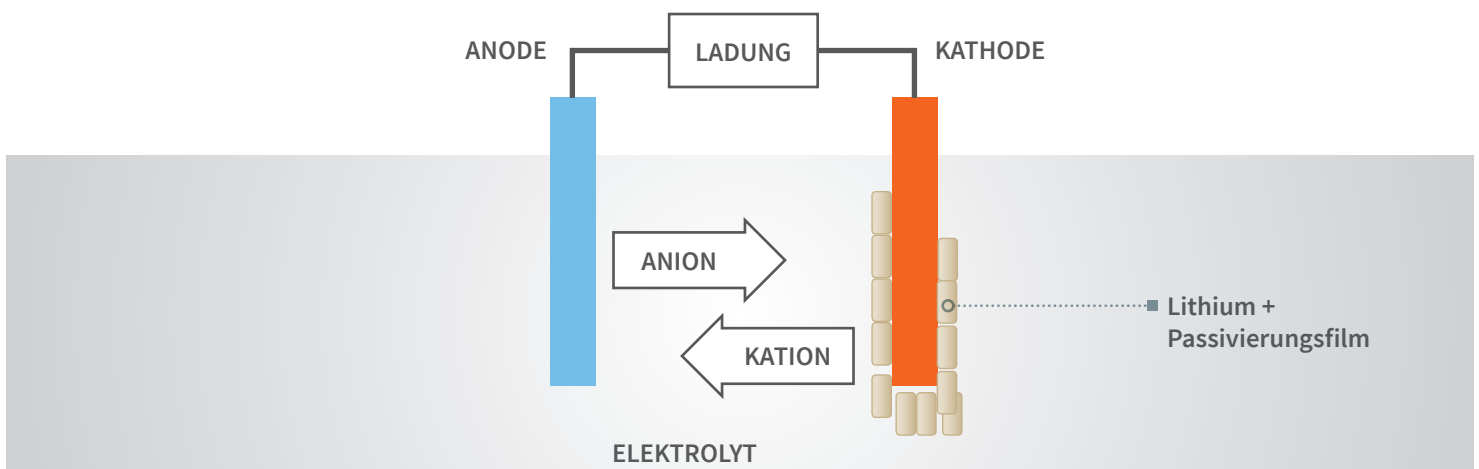 ANODE
LADUNG
KATHODE
ANION
Lithium +
Passivierungsfilm
KATION
ELEKTROLYT